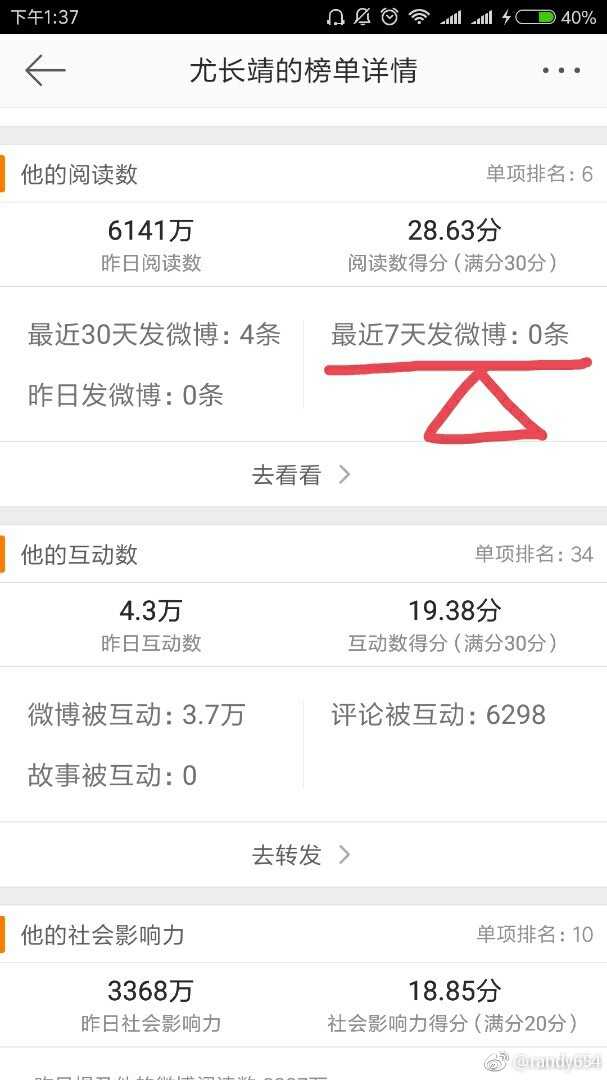 下午1:37
40%
尤长靖的榜单详情
他的阅读数
单项排名: 6
6141万
28.63分
昨日阅读数
阅读数得分(满分30分)
最近30天发微博: 4条
最近7天发微博: 0条
昨日发微博: 0条
去看看
他的互动数
单项排名: 34
4.3万
19.38分
昨日互动数
互动数得分(满分30分)
微博被互动: 3.7万
评论被互动: 6298
故事被互动: 0
去转发
他的社会影响力
单项排名: 10
3368万
18.85分
昨日社会影响力
社会影响力得分(满分20分)
@randy654